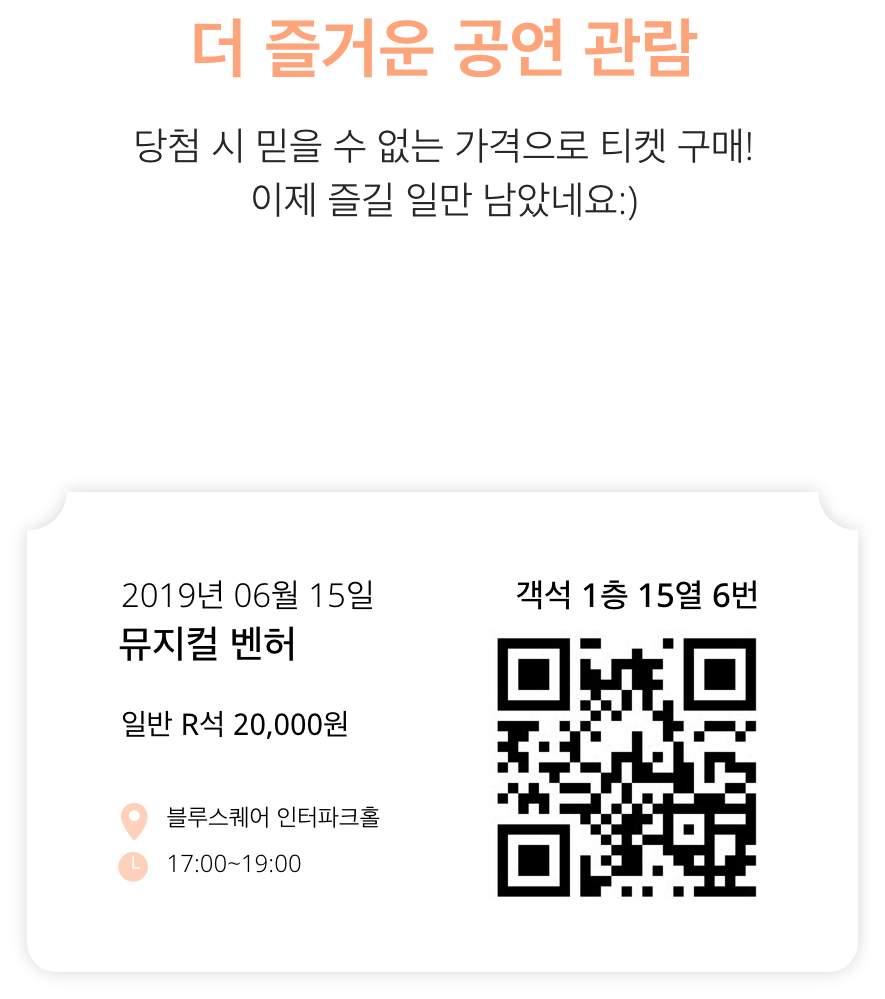 더 즐거운 공연 관람
당첨 시 믿을 수 없는 가격으로 티켓 구매!
이제 즐길 일만 남았네요:)
2019년 06월 15일
뮤지컬 벤허
일반 R석 20,000원
블루스퀘어 인터파크홀
17:00~19:00
객석 1층 15열 6번